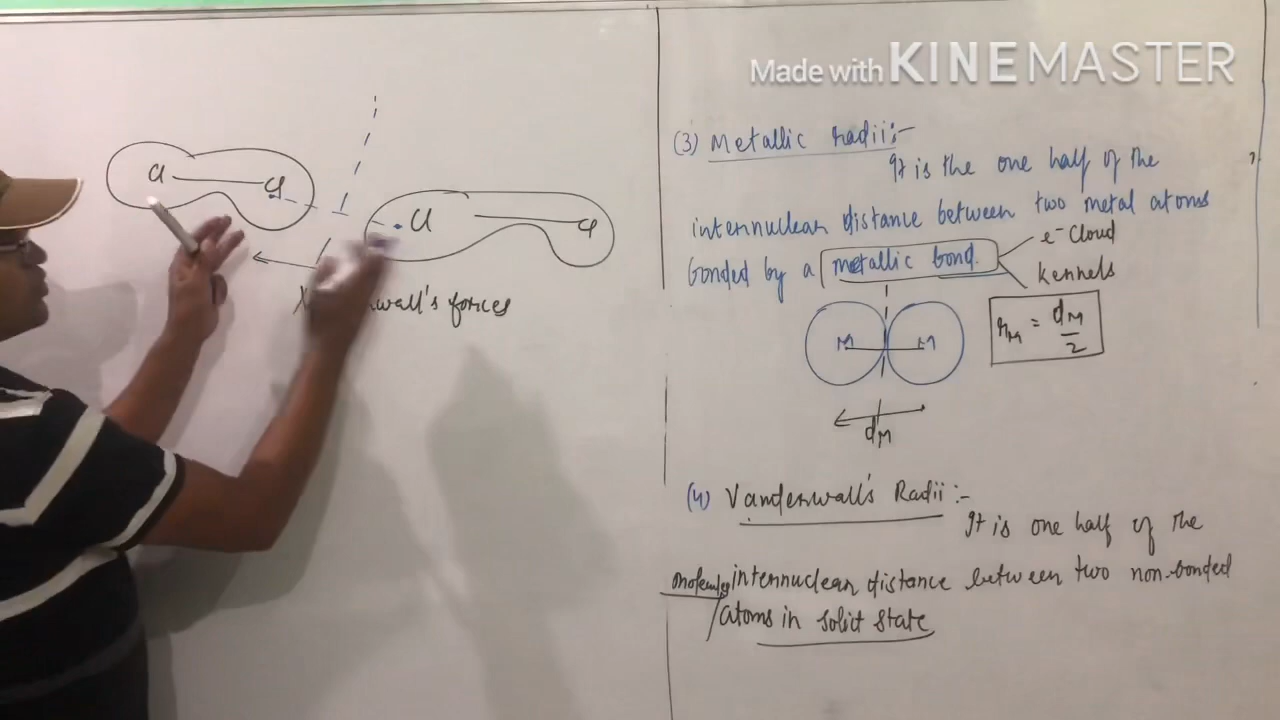 Made with KINEMASTER
Cl Cl
Cl Cl
wall's forces
(3) Metallic radii:-
It is the one half of the
internuclear distance between two metal atoms
bonded by a metallic bond.
e- Cloud
Kernels
M M
rM = dM/2
dM
(4) Vanderwall's Radii:-
It is one half of the
internuclear distance between two non-bonded
/atoms in solid state